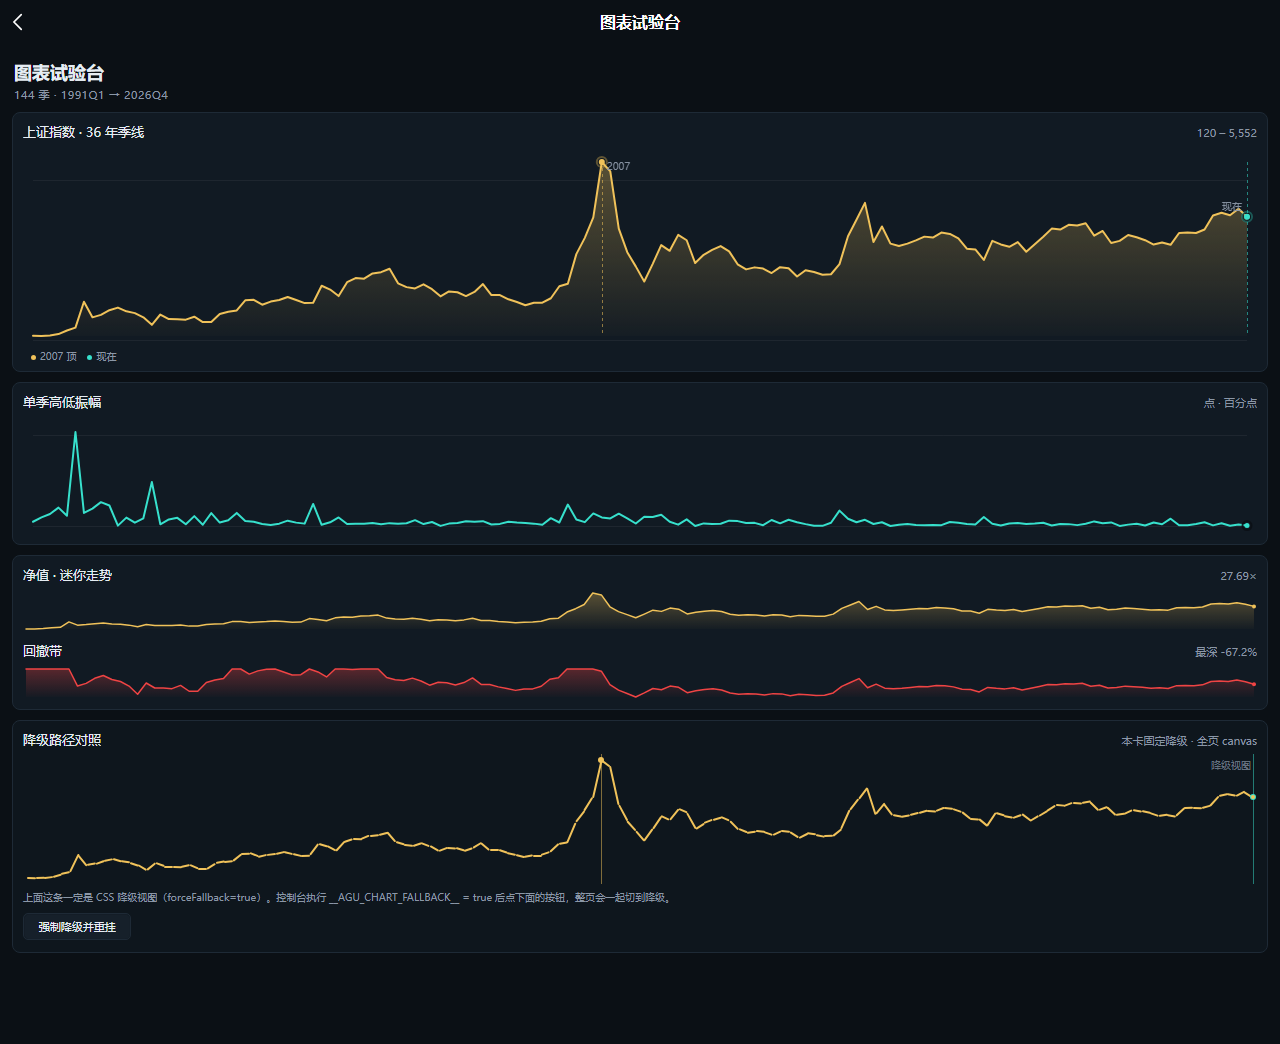 图表试验台
图表试验台
144 季 · 1991Q1 → 2026Q4
上证指数 · 36 年季线
120 – 5,552
2007
现在
2007 顶
现在
单季高低振幅
点 · 百分点
净值 · 迷你走势
27.69×
回撤带
最深 -67.2%
降级路径对照
本卡固定降级 · 全页 canvas
降级视图
上面这条一定是 CSS 降级视图（forceFallback=true）。控制台执行 __AGU_CHART_FALLBACK__ = true 后点下面的按钮，整页会一起切到降级。
强制降级并重挂